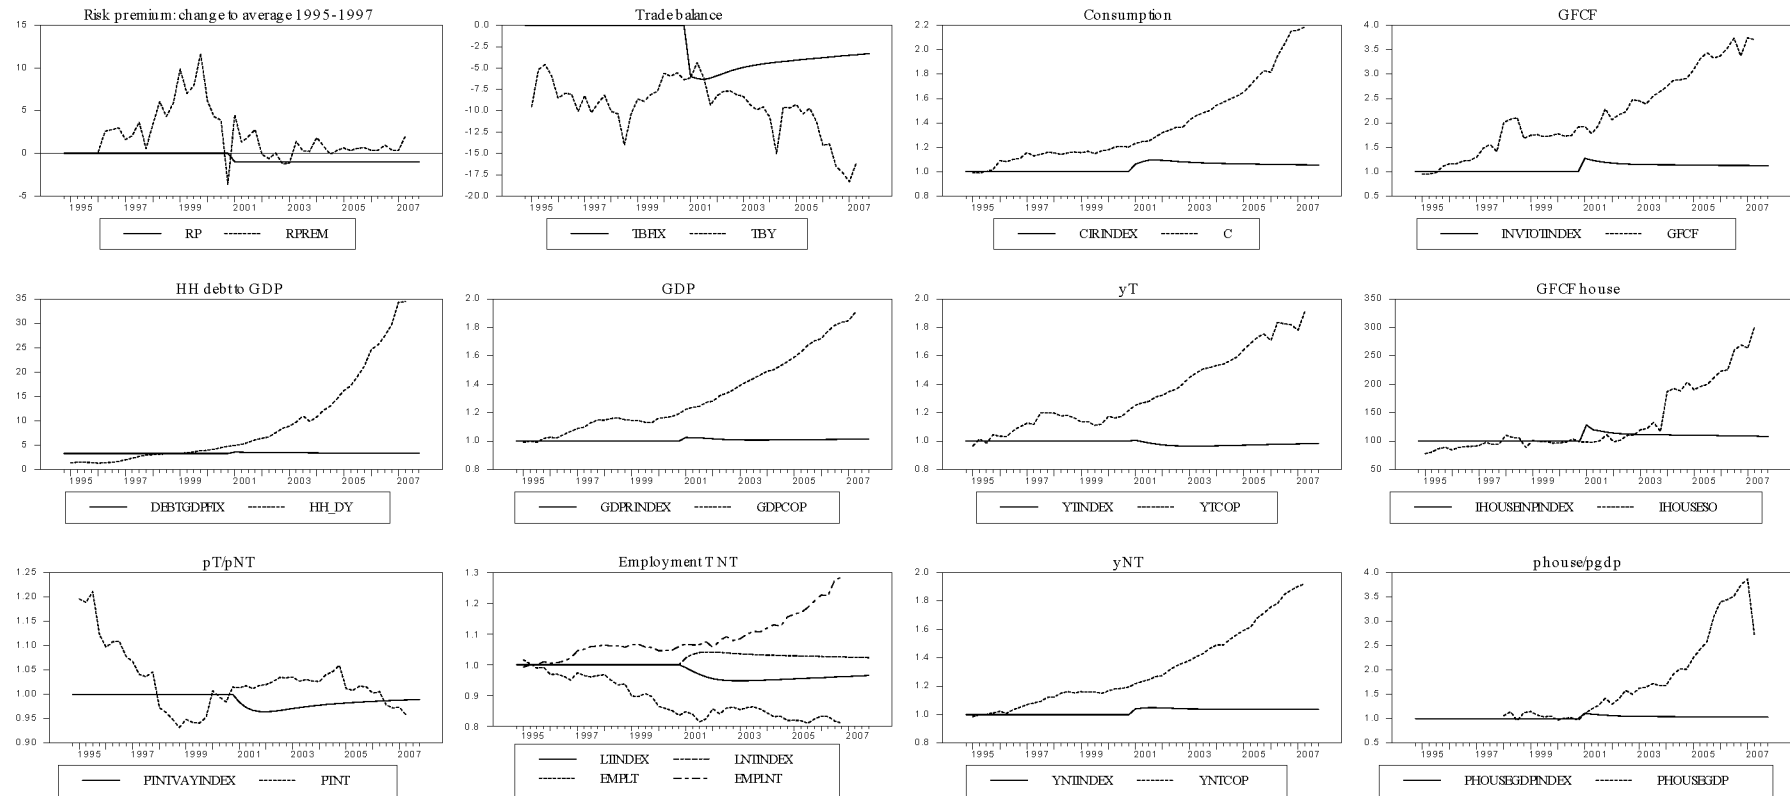 Risk premium: change to average 1995-1997
15
10
5
0
-5
1995 1997 1999 2001 2003 2005 2007
RP RPREM
Trade balance
0.0
-2.5
-5.0
-7.5
-10.0
-12.5
-15.0
-17.5
-20.0
1995 1997 1999 2001 2003 2005 2007
TBFIX TBY
Consumption
2.2
2.0
1.8
1.6
1.4
1.2
1.0
0.8
1995 1997 1999 2001 2003 2005 2007
CIRINDEX C
GFCF
4.0
3.5
3.0
2.5
2.0
1.5
1.0
0.5
1995 1997 1999 2001 2003 2005 2007
INVTOTINDEX GFCF
HH debt to GDP
35
30
25
20
15
10
5
0
1995 1997 1999 2001 2003 2005 2007
DEBTGDPFIX HH_DY
GDP
2.0
1.8
1.6
1.4
1.2
1.0
0.8
1995 1997 1999 2001 2003 2005 2007
GDPRINDEX GDPCOP
yT
2.0
1.8
1.6
1.4
1.2
1.0
0.8
1995 1997 1999 2001 2003 2005 2007
YTINDEX YTCOP
GFCF house
350
300
250
200
150
100
50
1995 1997 1999 2001 2003 2005 2007
IHOUSEINPINDEX IHOUSESO
pT/pNT
1.25
1.20
1.15
1.10
1.05
1.00
0.95
0.90
1995 1997 1999 2001 2003 2005 2007
PTNTVAYINDEX PTNT
Employment T NT
1.3
1.2
1.1
1.0
0.9
0.8
1995 1997 1999 2001 2003 2005 2007
LTINDEX LNTINDEX
EMPLT EMPLNT
yNT
2.0
1.8
1.6
1.4
1.2
1.0
0.8
1995 1997 1999 2001 2003 2005 2007
YNTINDEX YNTCOP
phouse/pgdp
4.0
3.5
3.0
2.5
2.0
1.5
1.0
0.5
1995 1997 1999 2001 2003 2005 2007
PHOUSEGDPINDEX PHOUSEGDP